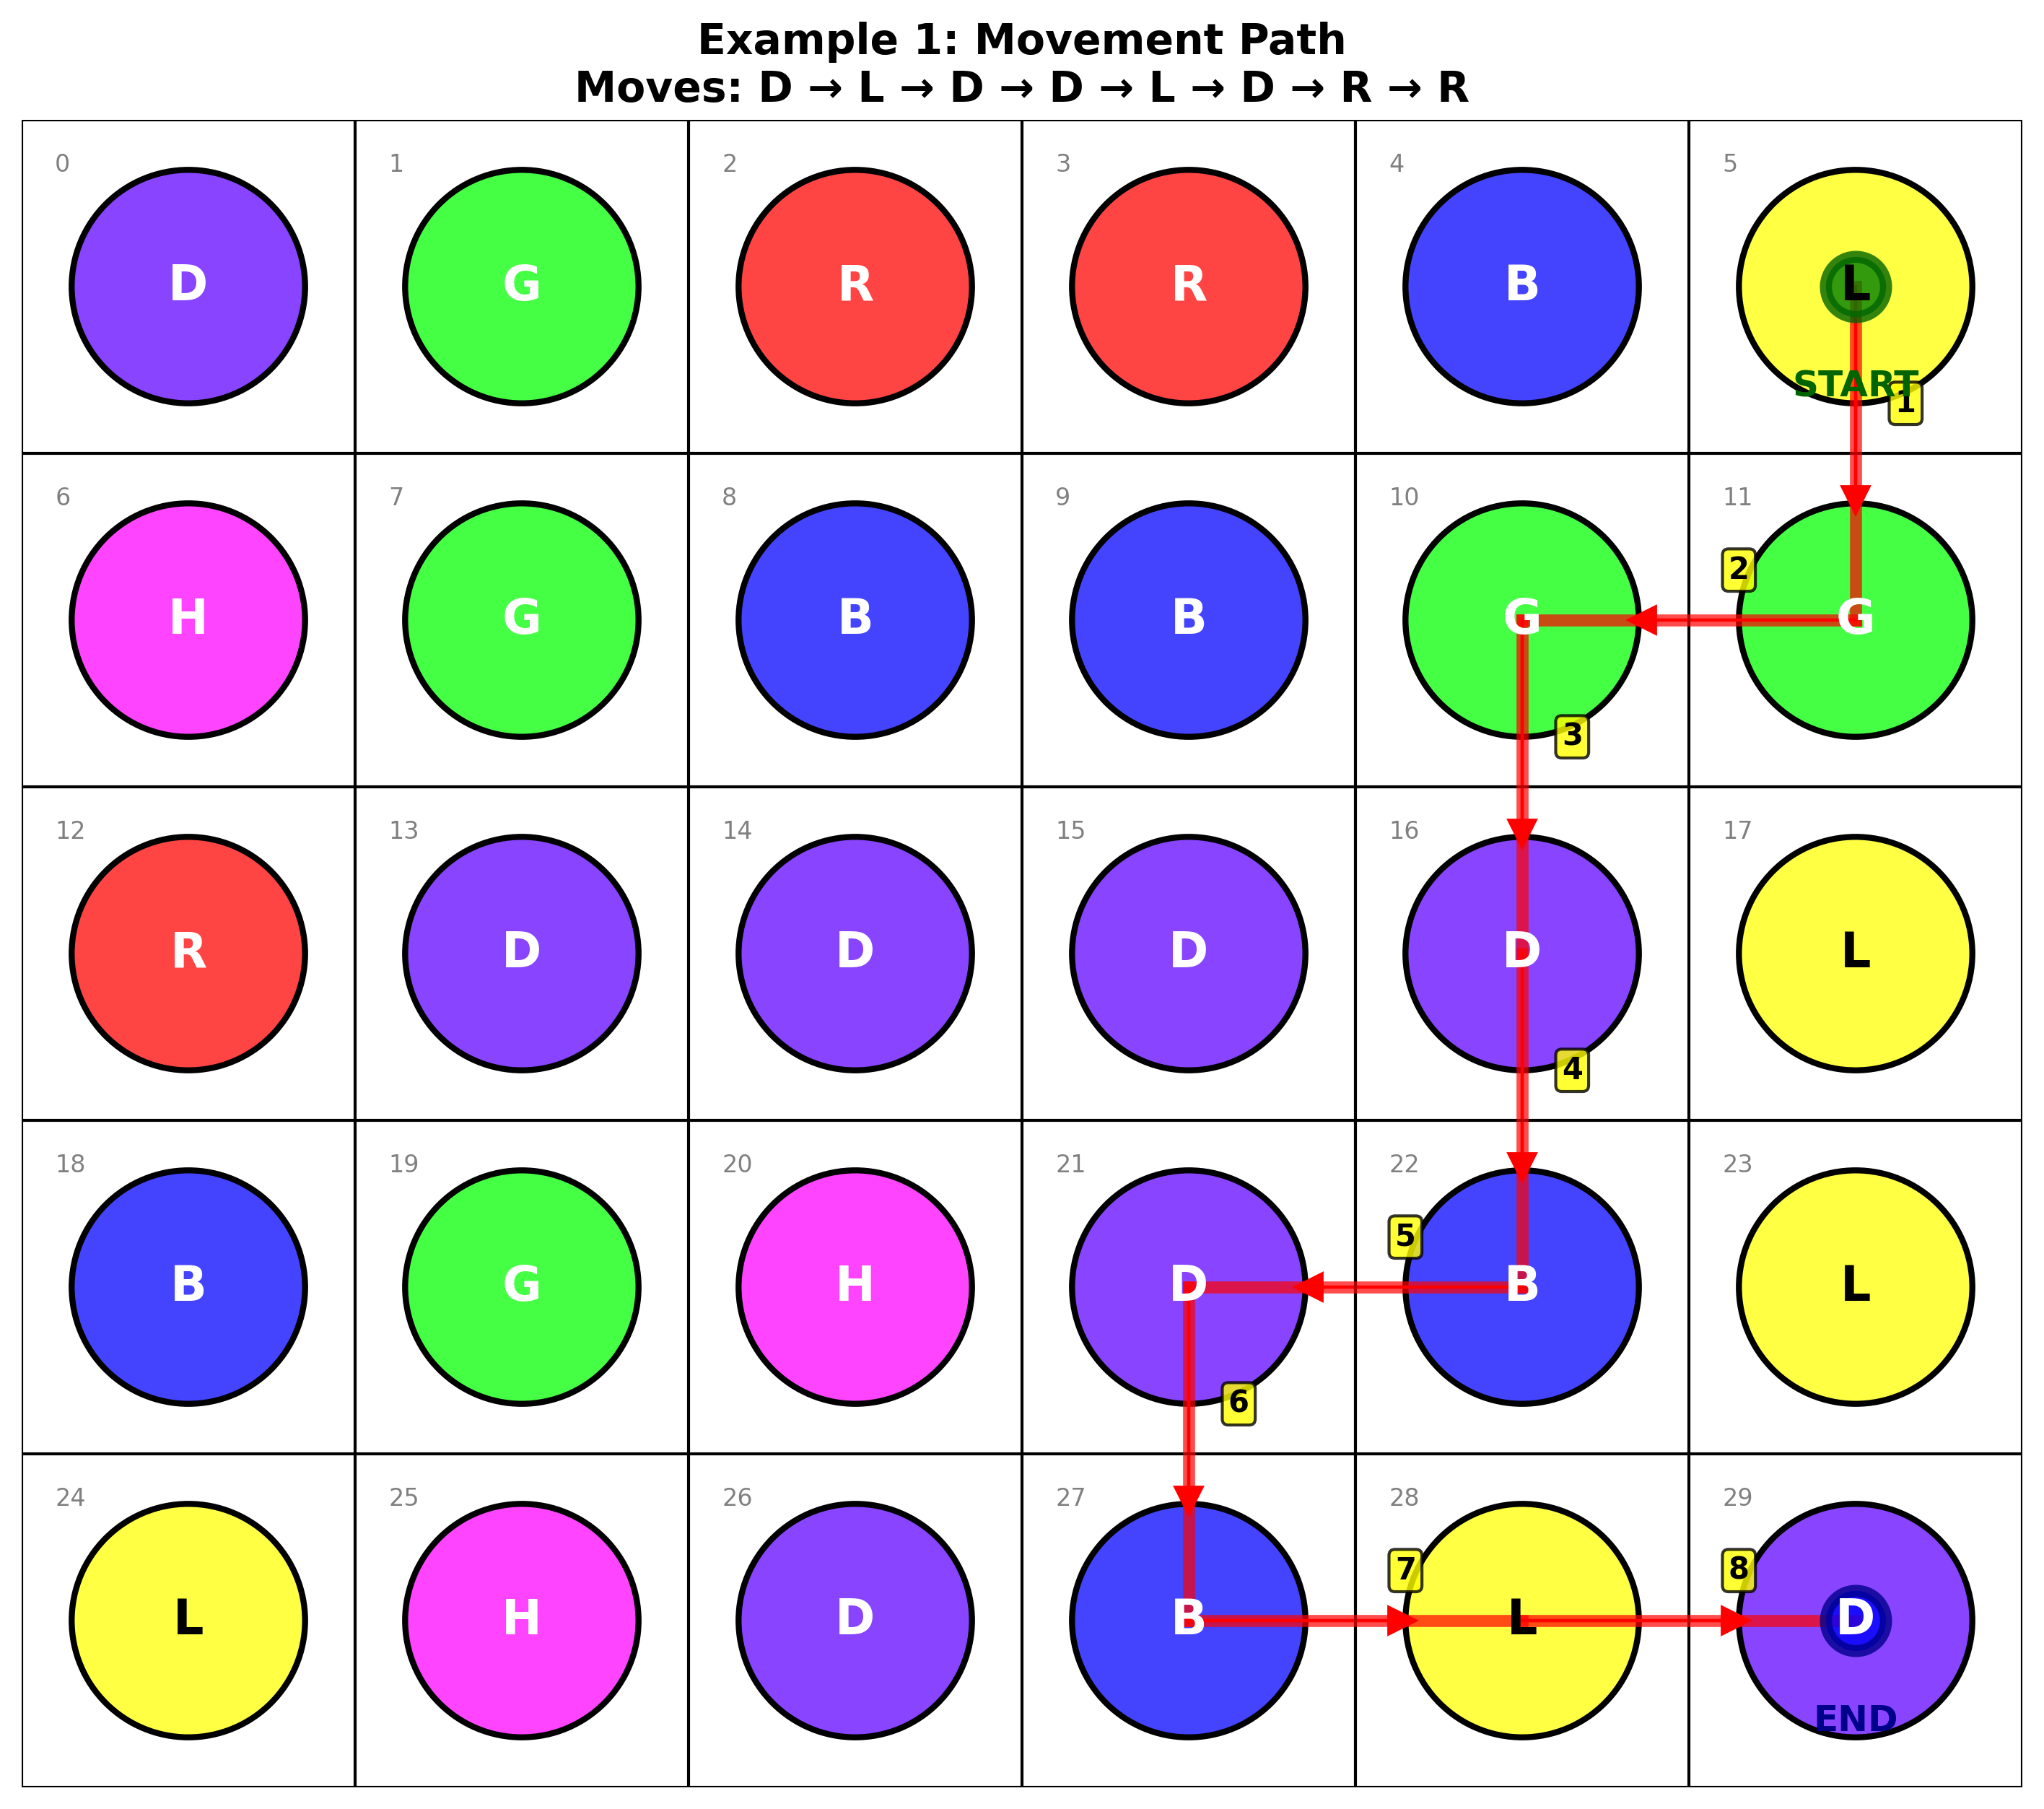 Example 1: Movement Path
Moves: D → L → D → D → L → D → R → R
0 1 2 3 4 5
D G R R B L
START
1
6 7 8 9 10 11
2
H G B B G G
3
12 13 14 15 16 17
R D D D D L
4
18 19 20 21 22 23
5
B G H D B L
6
24 25 26 27 28 29
7 8
L H D B L D
END